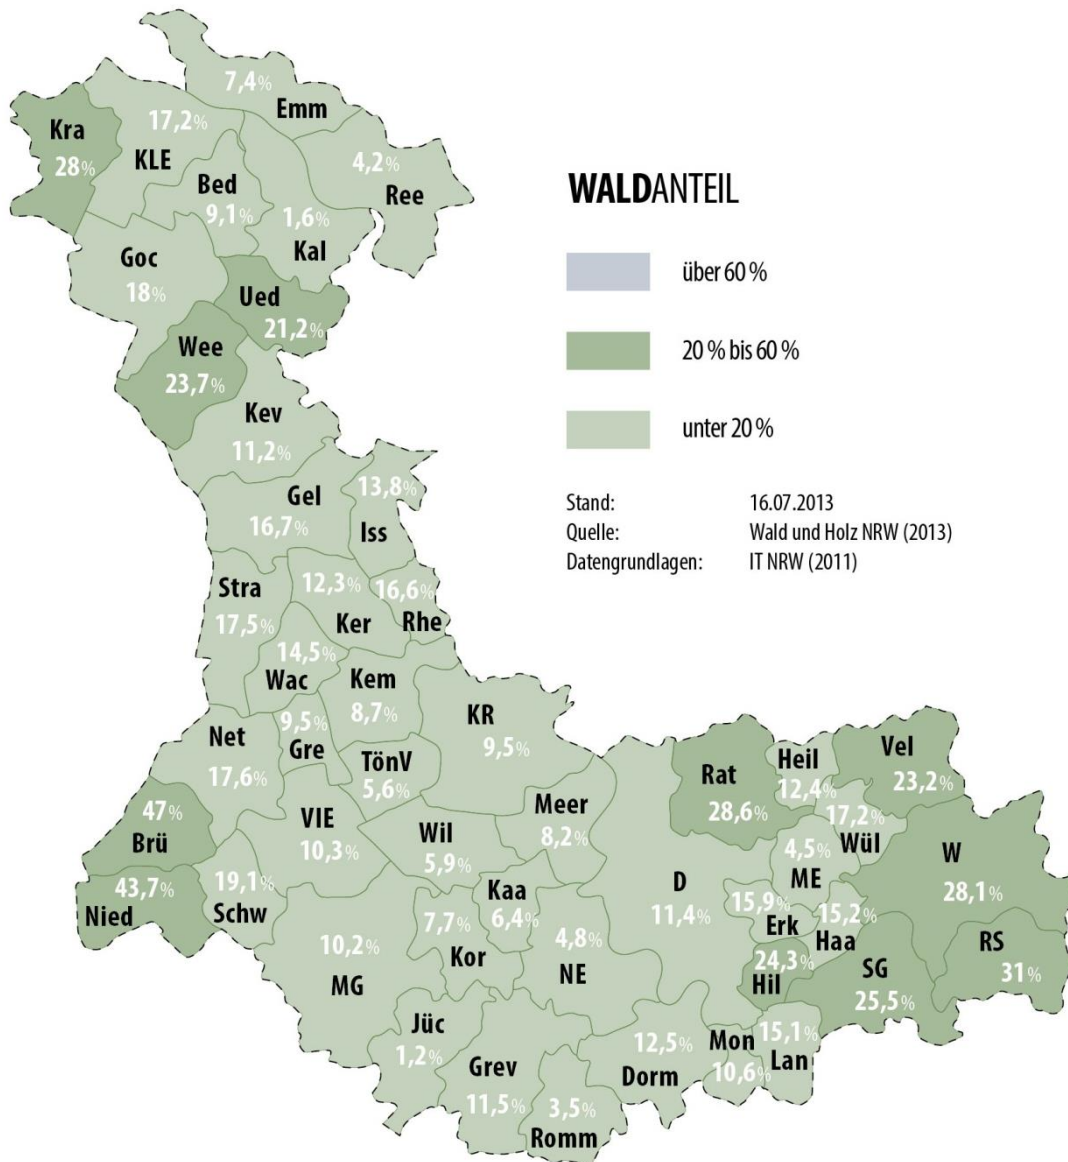 7,4%
Emm
Kra
28%
17,2%
KLE
4,2%
Ree
Bed
9,1%
1,6%
Kal
Goc
18%
Ued
21,2%
Wee
23,7%
Kev
11,2%
WALDANTEIL
über 60 %
20 % bis 60 %
unter 20 %
Stand: 16.07.2013
Quelle: Wald und Holz NRW (2013)
Datengrundlagen: IT NRW (2011)
Gel
16,7%
13,8%
Iss
Stra
17,5%
12,3%
Ker
16,6%
Rhe
14,5%
Wac
Kem
8,7%
KR
9,5%
Net
17,6%
9,5%
Gre
TönV
5,6%
47%
Brü
VIE
10,3%
Wil
5,9%
Meer
8,2%
Rat
28,6%
Heil
12,4%
Vel
23,2%
17,2%
Wül
43,7%
Nied
19,1%
Schw
Kaa
6,4%
D
11,4%
4,5%
ME
W
28,1%
15,9%
Erk
15,2%
Haa
10,2%
MG
7,7%
Kor
4,8%
NE
24,3%
Hil
SG
25,5%
RS
31%
Jüc
1,2%
Grev
11,5%
3,5%
Romm
12,5%
Dorm
Mon
10,6%
15,1%
Lan